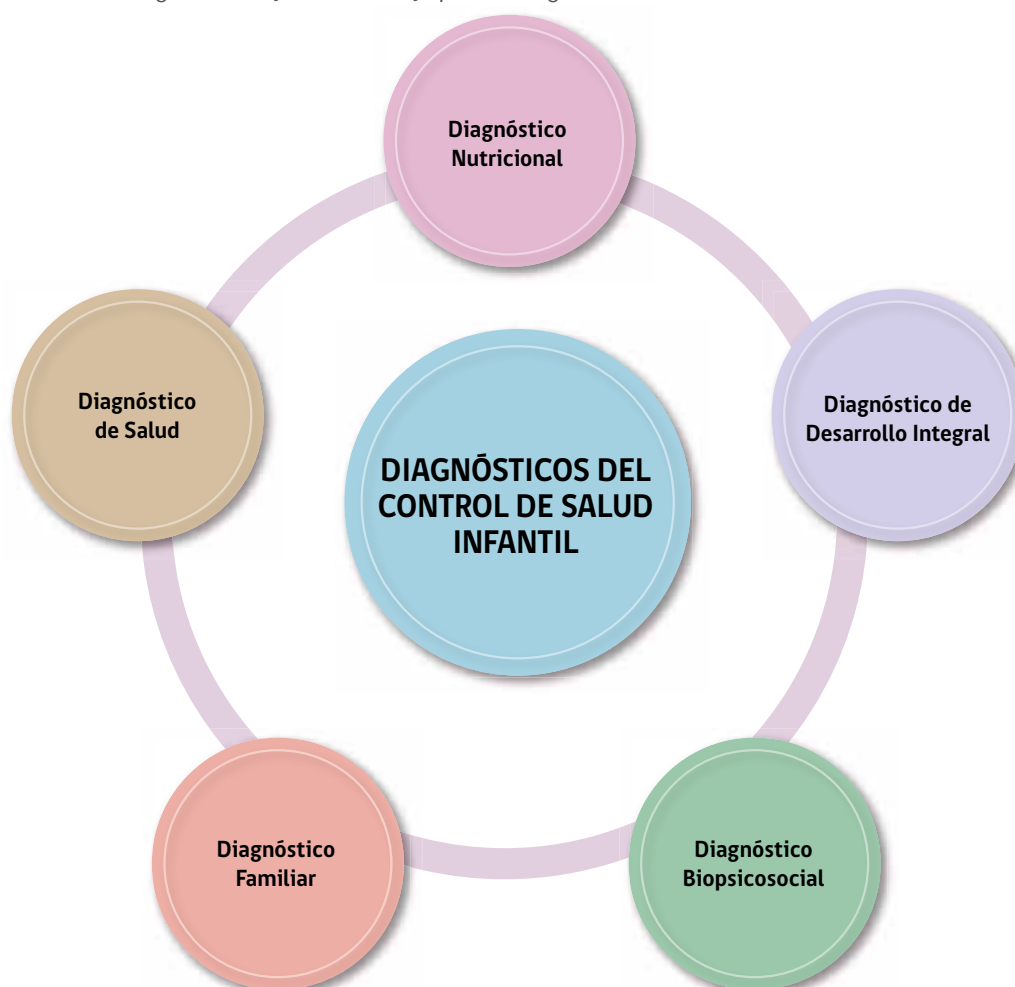 Diagnóstico
Nutricional
Diagnóstico
de Salud
Diagnóstico de
Desarrollo Integral
DIAGNÓSTICOS DEL
CONTROL DE SALUD
INFANTIL
Diagnóstico
Familiar
Diagnóstico
Biopsicosocial